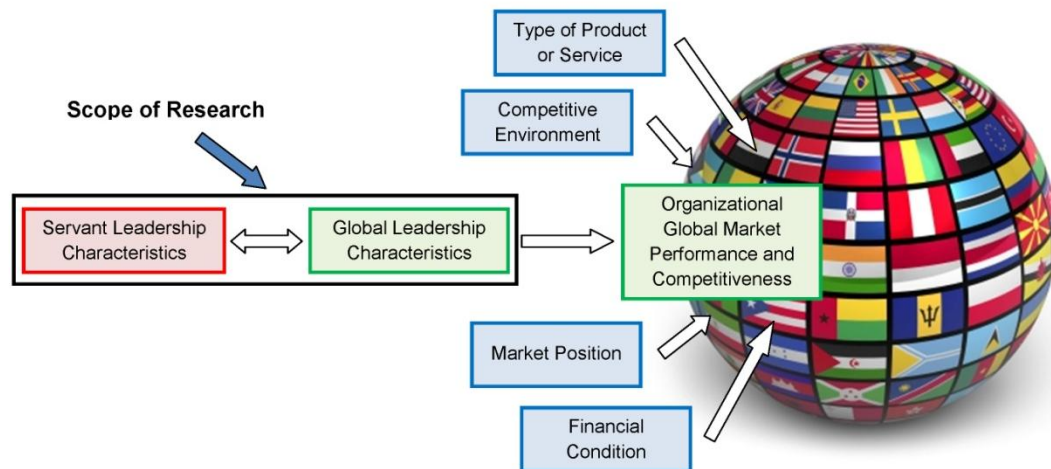 Type of Product
or Service
Competitive
Environment
Scope of Research
Servant Leadership
Characteristics
Global Leadership
Characteristics
Organizational
Global Market
Performance and
Competitiveness
Market Position
Financial
Condition